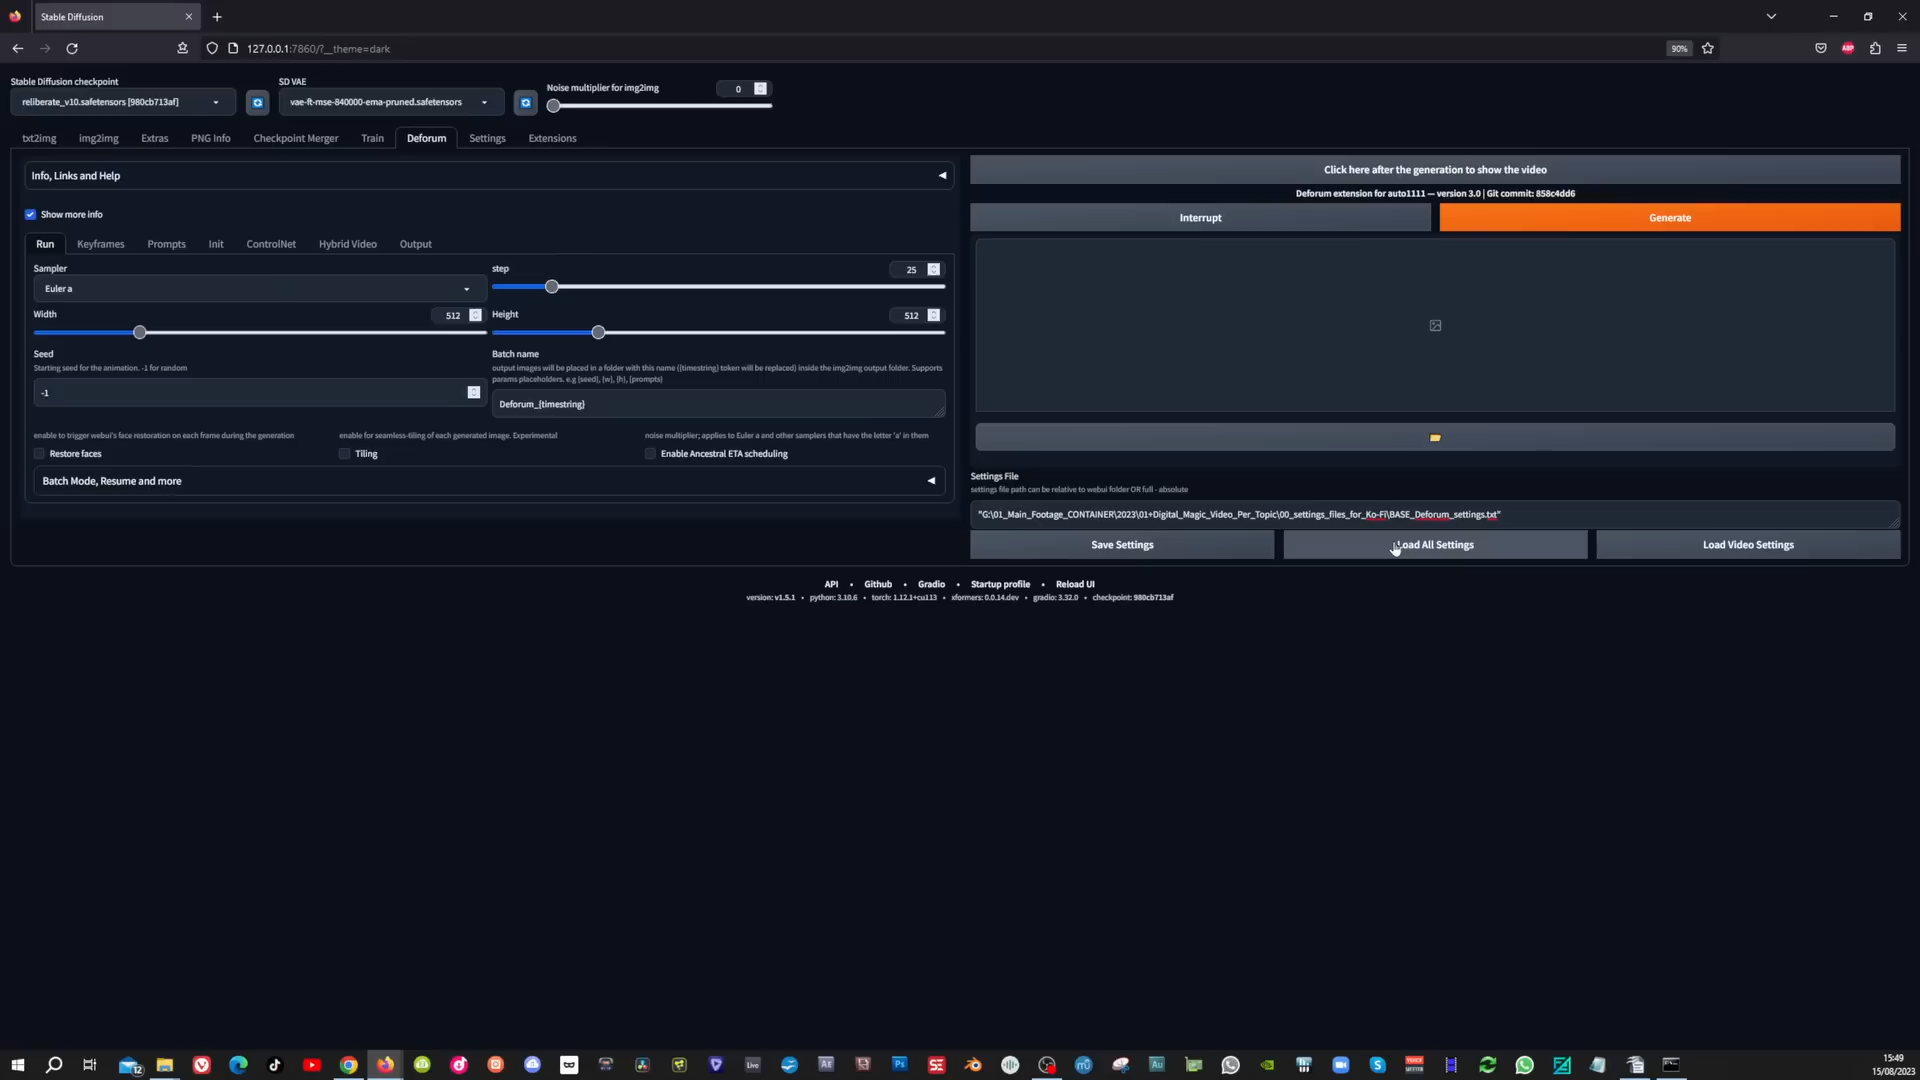 Stable Diffusion
127.0.0.1:7860/?__theme=dark
90%
ABP
Stable Diffusion checkpoint
reliberate_v10.safetensors [980cb713af]
SD VAE
vae-ft-mse-840000-ema-pruned.safetensors
Noise multiplier for img2img
0
txt2img
img2img
Extras
PNG Info
Checkpoint Merger
Train
Deforum
Settings
Extensions
Info, Links and Help
Show more info
Run
Keyframes
Prompts
Init
ControlNet
Hybrid Video
Output
Sampler
Euler a
step
25
Width
512
Height
512
Seed
Starting seed for the animation. -1 for random
-1
Batch name
output images will be placed in a folder with this name ({timestring} token will be replaced) inside the img2img output folder. Supports
params placeholders. e.g {seed}, {w}, {h}, {prompts}
Deforum_{timestring}
enable to trigger webui's face restoration on each frame during the generation
Restore faces
enable for seamless-tiling of each generated image. Experimental
Tiling
noise multiplier; applies to Euler a and other samplers that have the letter 'a' in them
Enable Ancestral ETA scheduling
Batch Mode, Resume and more
Click here after the generation to show the video
Deforum extension for auto1111 — version 3.0 | Git commit: 858c4dd6
Interrupt
Generate
Settings File
settings file path can be relative to webui folder OR full - absolute
"G:\01_Main_Footage_CONTAINER\2023\01+Digital_Magic_Video_Per_Topic\00_settings_files_for_Ko-Fi\BASE_Deforum_settings.txt"
Save Settings
Load All Settings
Load Video Settings
API • Github • Gradio • Startup profile • Reload UI
version: v1.5.1 • python: 3.10.6 • torch: 1.12.1+cu113 • xformers: 0.0.14.dev • gradio: 3.32.0 • checkpoint: 980cb713af
12
Live
Ae
Ps
SE
Au
15:49
15/08/2023